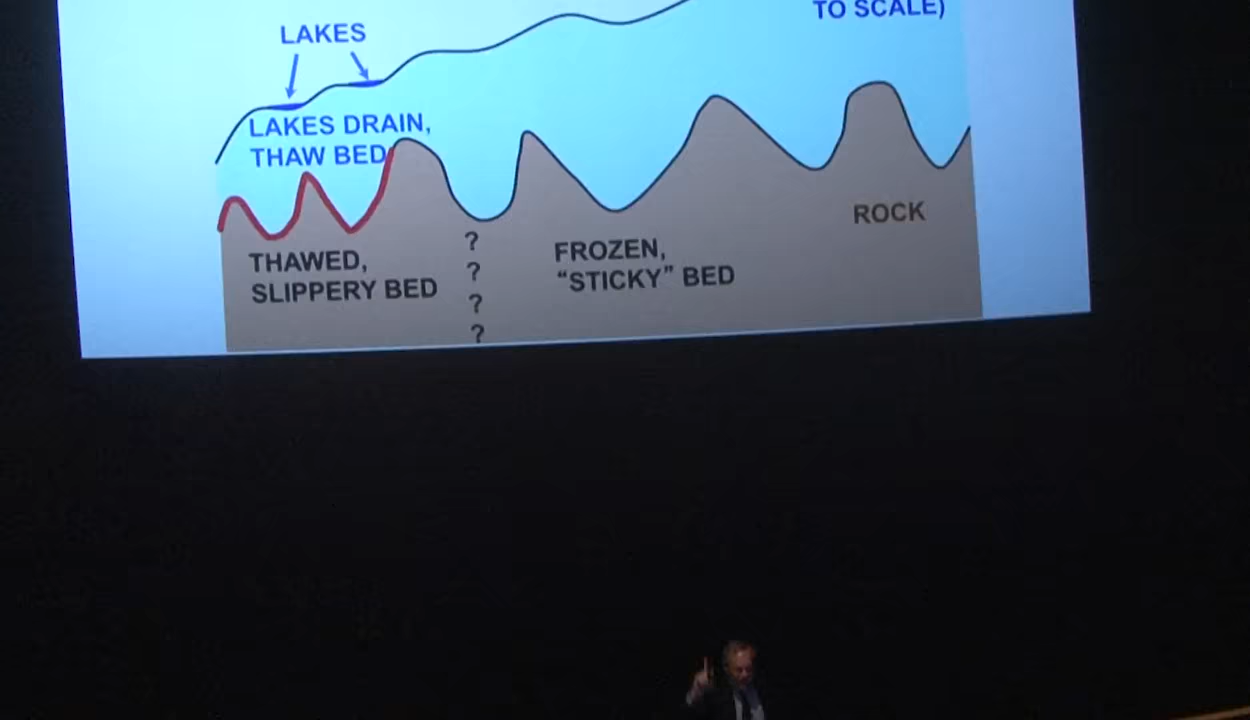 TO SCALE)
LAKES
LAKES DRAIN,
THAW BED
THAWED,
SLIPPERY BED
?
?
?
?
FROZEN,
“STICKY” BED
ROCK